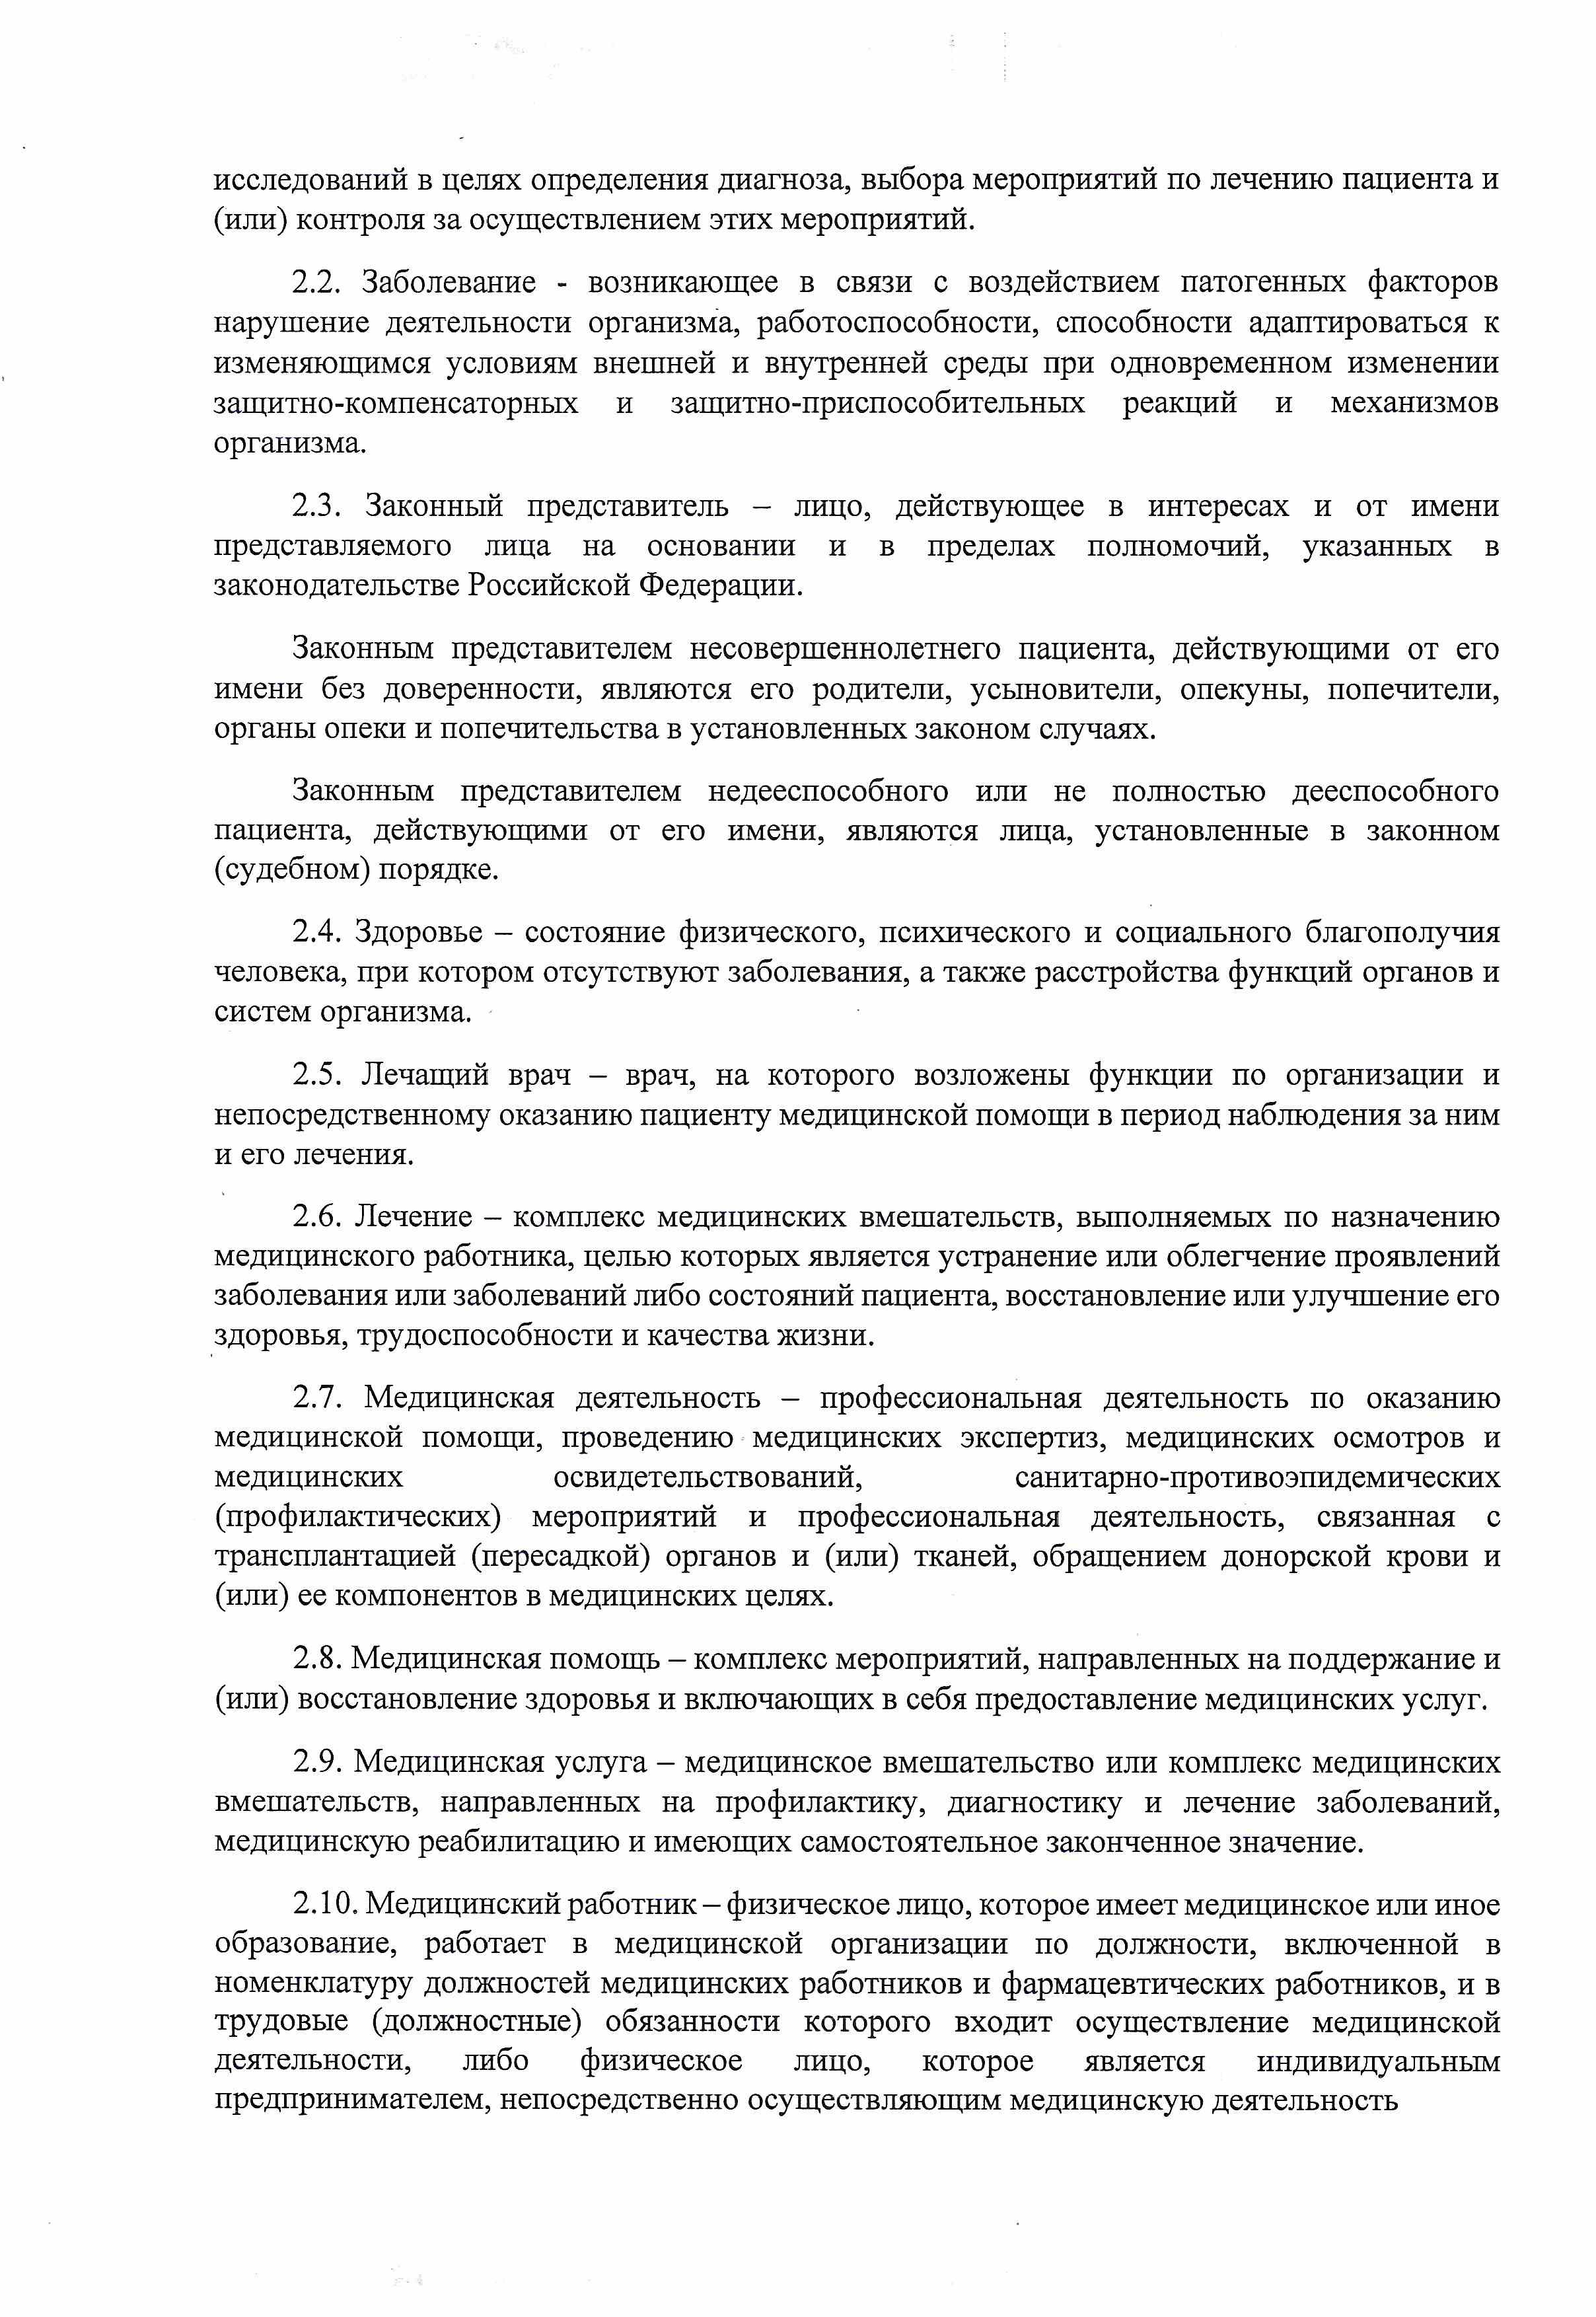 исследований в целях определения диагноза, выбора мероприятий по лечению пациента и
(или) контроля за осуществлением этих мероприятий.
2.2. Заболевание - возникающее в связи с воздействием патогенных факторов
нарушение деятельности организма, работоспособности, способности адаптироваться к
изменяющимся условиям внешней и внутренней среды при одновременном изменении
защитно-компенсаторных и защитно-приспособительных реакций и механизмов
организма.
2.3. Законный представитель – лицо, действующее в интересах и от имени
представляемого лица на основании и в пределах полномочий, указанных в
законодательстве Российской Федерации.
Законным представителем несовершеннолетнего пациента, действующими от его
имени без доверенности, являются его родители, усыновители, опекуны, попечители,
органы опеки и попечительства в установленных законом случаях.
Законным представителем недееспособного или не полностью дееспособного
пациента, действующими от его имени, являются лица, установленные в законном
(судебном) порядке.
2.4. Здоровье – состояние физического, психического и социального благополучия
человека, при котором отсутствуют заболевания, а также расстройства функций органов и
систем организма.
2.5. Лечащий врач – врач, на которого возложены функции по организации и
непосредственному оказанию пациенту медицинской помощи в период наблюдения за ним
и его лечения.
2.6. Лечение – комплекс медицинских вмешательств, выполняемых по назначению
медицинского работника, целью которых является устранение или облегчение проявлений
заболевания или заболеваний либо состояний пациента, восстановление или улучшение его
здоровья, трудоспособности и качества жизни.
2.7. Медицинская деятельность – профессиональная деятельность по оказанию
медицинской помощи, проведению медицинских экспертиз, медицинских осмотров и
медицинских освидетельствований, санитарно-противоэпидемических
(профилактических) мероприятий и профессиональная деятельность, связанная с
трансплантацией (пересадкой) органов и (или) тканей, обращением донорской крови и
(или) ее компонентов в медицинских целях.
2.8. Медицинская помощь – комплекс мероприятий, направленных на поддержание и
(или) восстановление здоровья и включающих в себя предоставление медицинских услуг.
2.9. Медицинская услуга – медицинское вмешательство или комплекс медицинских
вмешательств, направленных на профилактику, диагностику и лечение заболеваний,
медицинскую реабилитацию и имеющих самостоятельное законченное значение.
2.10. Медицинский работник – физическое лицо, которое имеет медицинское или иное
образование, работает в медицинской организации по должности, включенной в
номенклатуру должностей медицинских работников и фармацевтических работников, и в
трудовые (должностные) обязанности которого входит осуществление медицинской
деятельности, либо физическое лицо, которое является индивидуальным
предпринимателем, непосредственно осуществляющим медицинскую деятельность